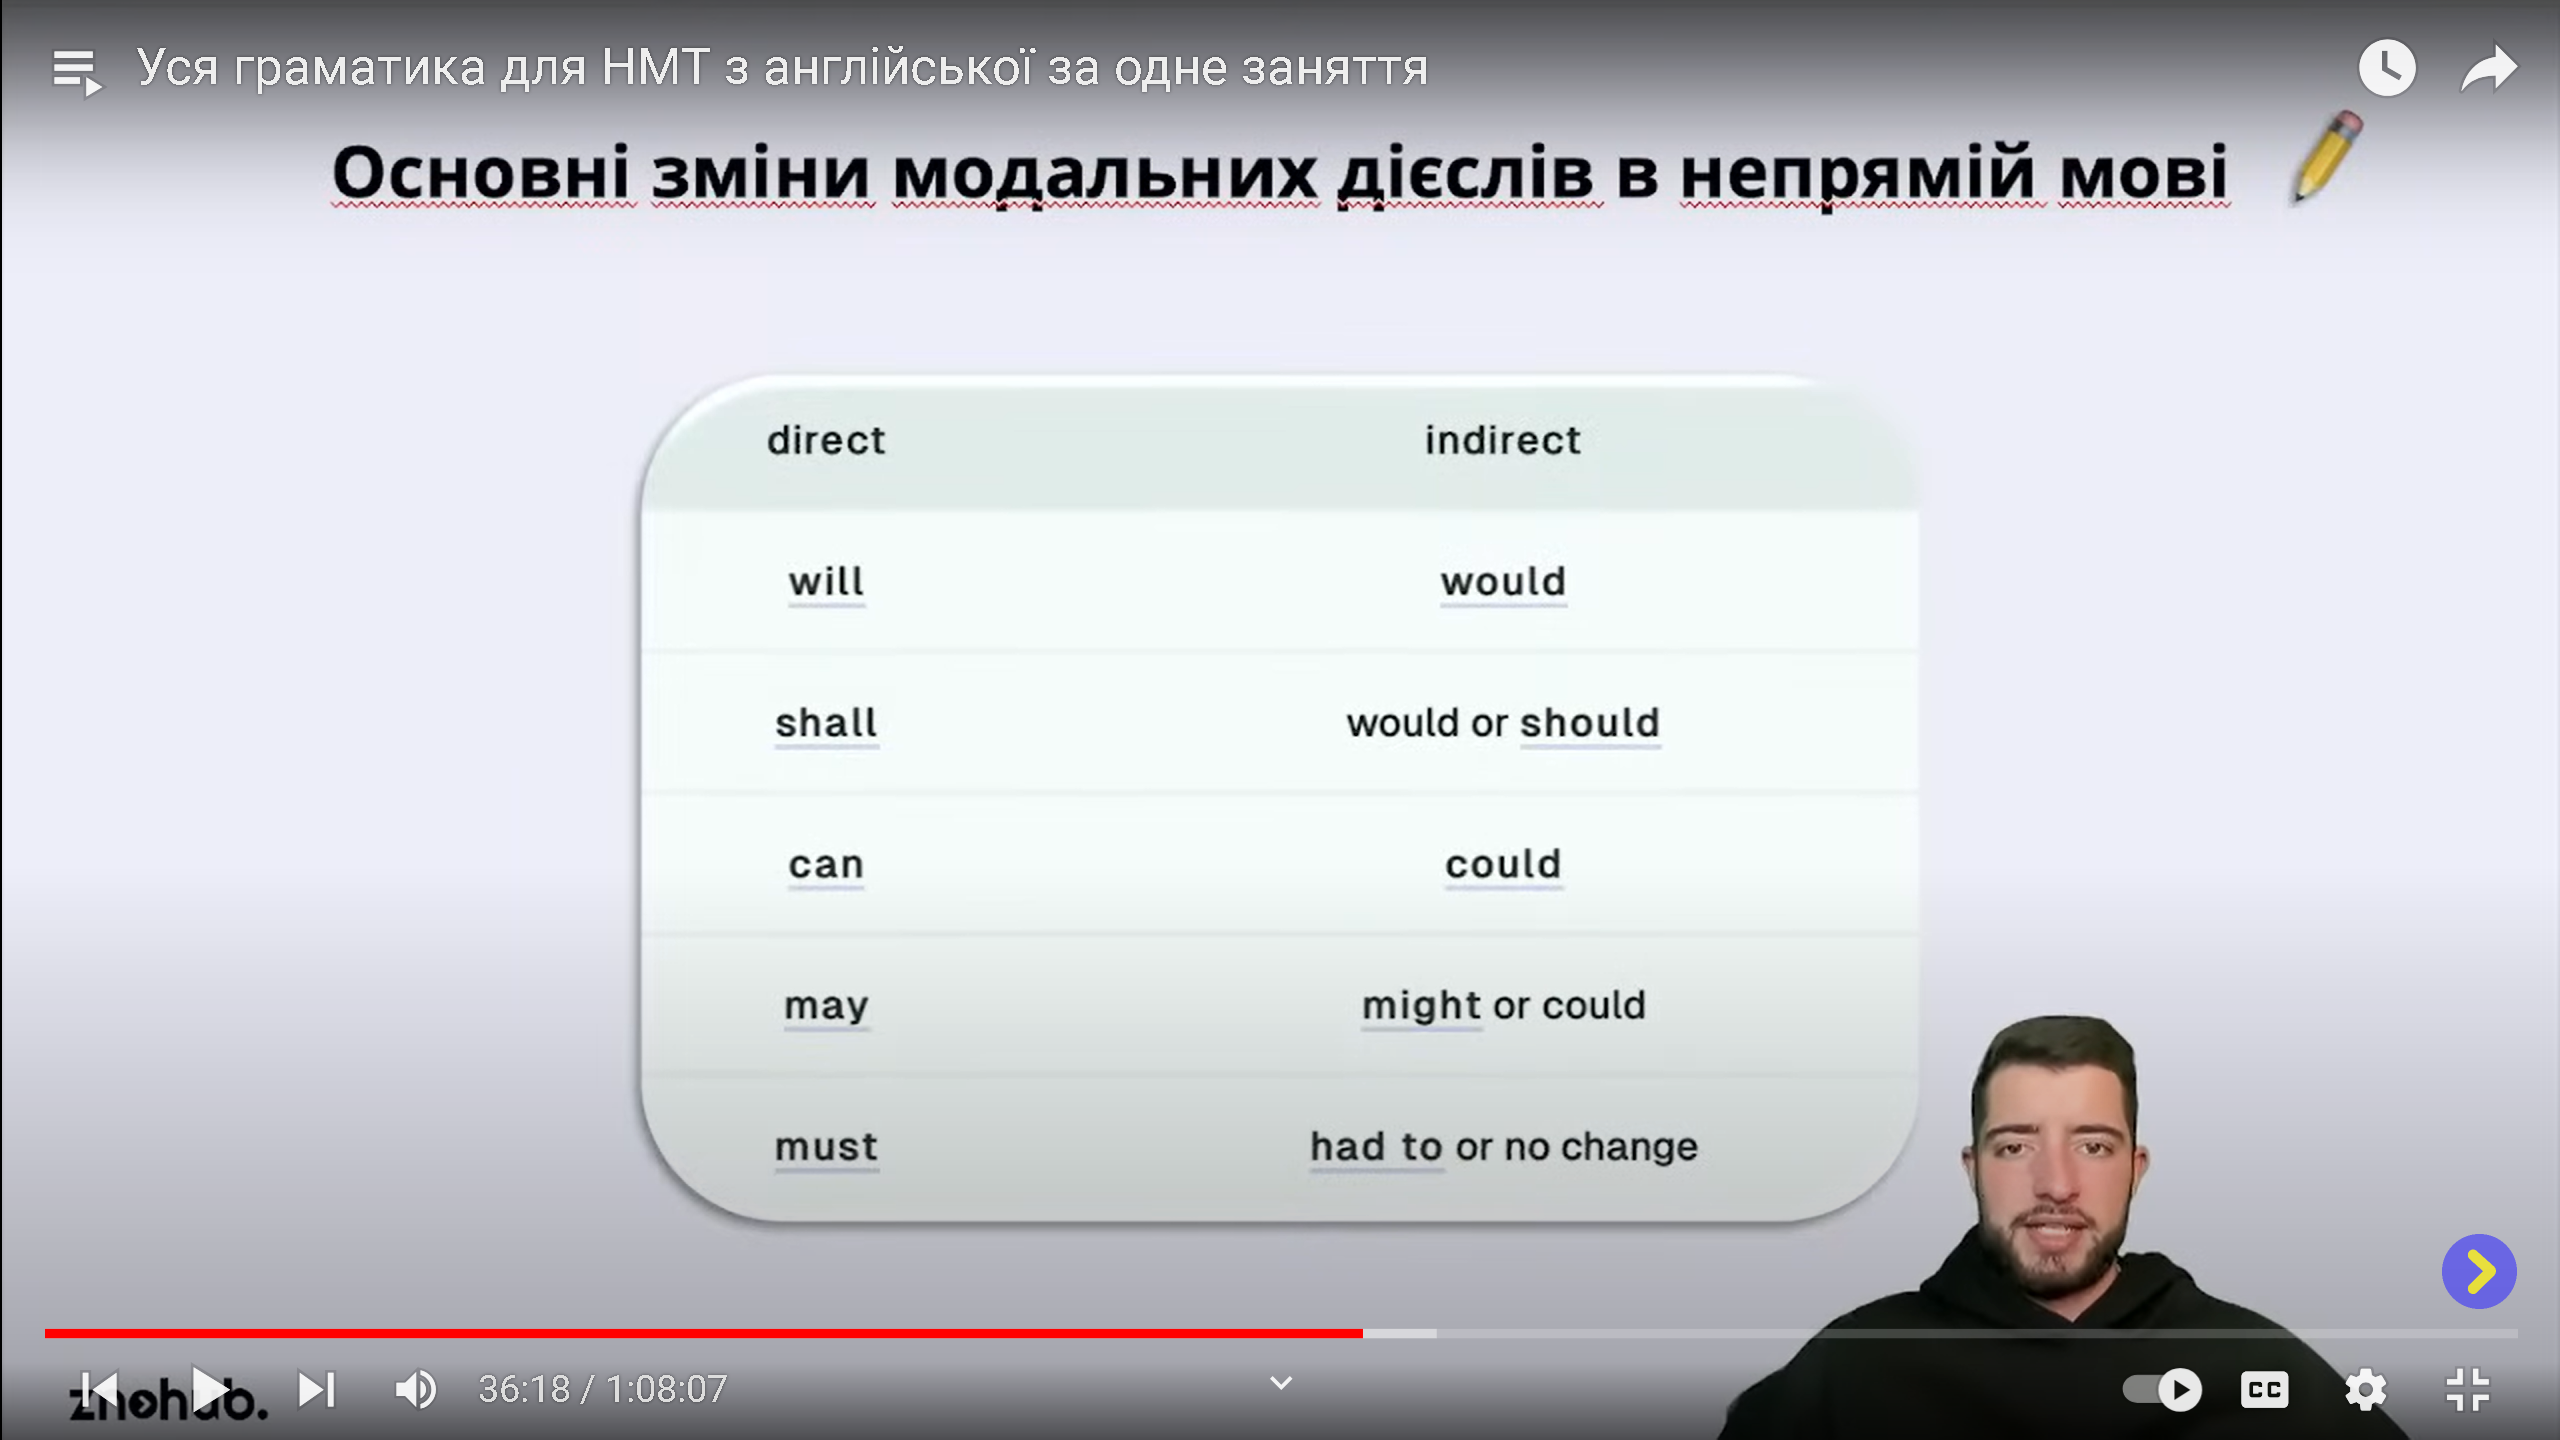 Уся граматика для НМТ з англійської за одне заняття
Основні зміни модальних дієслів в непрямій мові
direct indirect
will would
shall would or should
can could
may might or could
must had to or no change
36:18 / 1:08:07
CC
znohub.